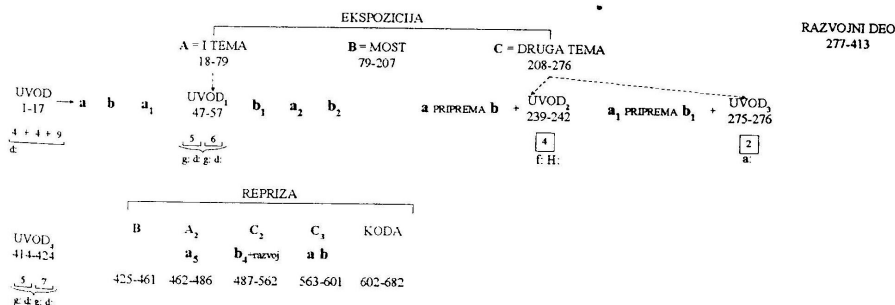 EKSPOZICIJA
RAZVOJNI DEO
277-413
A = I TEMA B = MOST C = DRUGA TEMA
18-79 79-207 208-276
UVOD a b a₁ UVOD₁ b₁ a₂ b₂ a PRIPREMA b + UVOD₂ a₁ PRIPREMA b₁ + UVOD₃
1-17 47-57 239-242 275-276
4 + 4 + 9 5 6 4 2
d: g: d: g: d: f: H: a:
REPRIZA
B A₂ C₂ C₃ KODA
UVOD₄
414-424
a₅ b₄+razvoj a b
425-461 462-486 487-562 563-601 602-682
5 7
g: d: g: d: